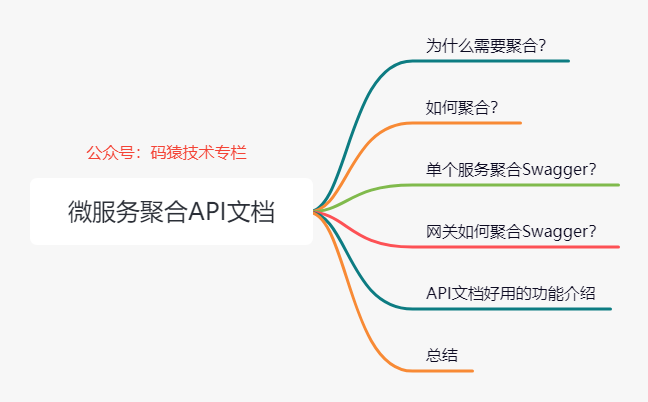 公众号：码猿技术专栏
微服务聚合API文档
为什么需要聚合？
如何聚合？
单个服务聚合Swagger？
网关如何聚合Swagger？
API文档好用的功能介绍
总结